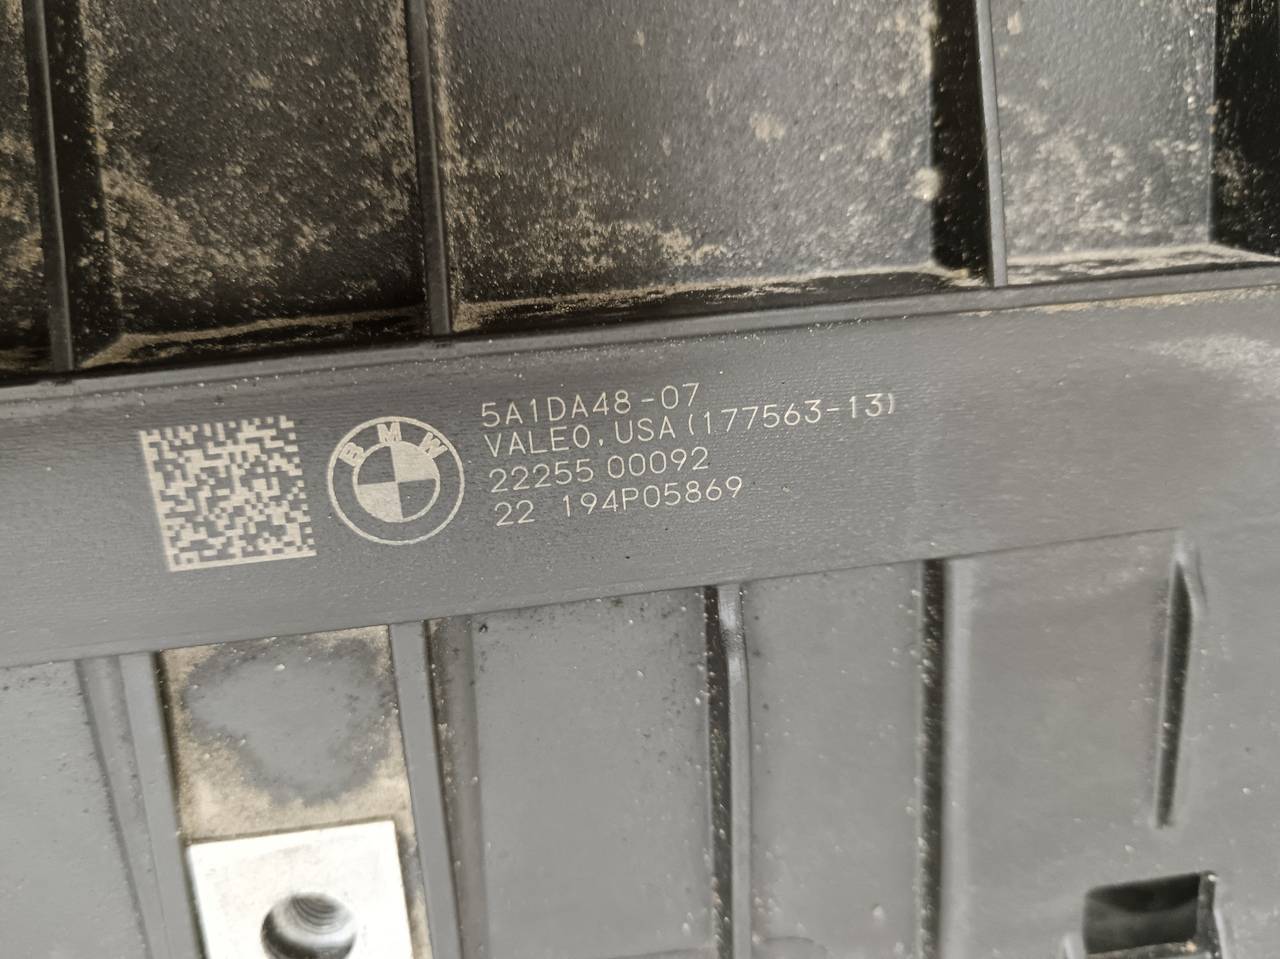 BMW
5A1DA48-07
VALEO, USA (177563-13)
22255 00092
22 194P05869